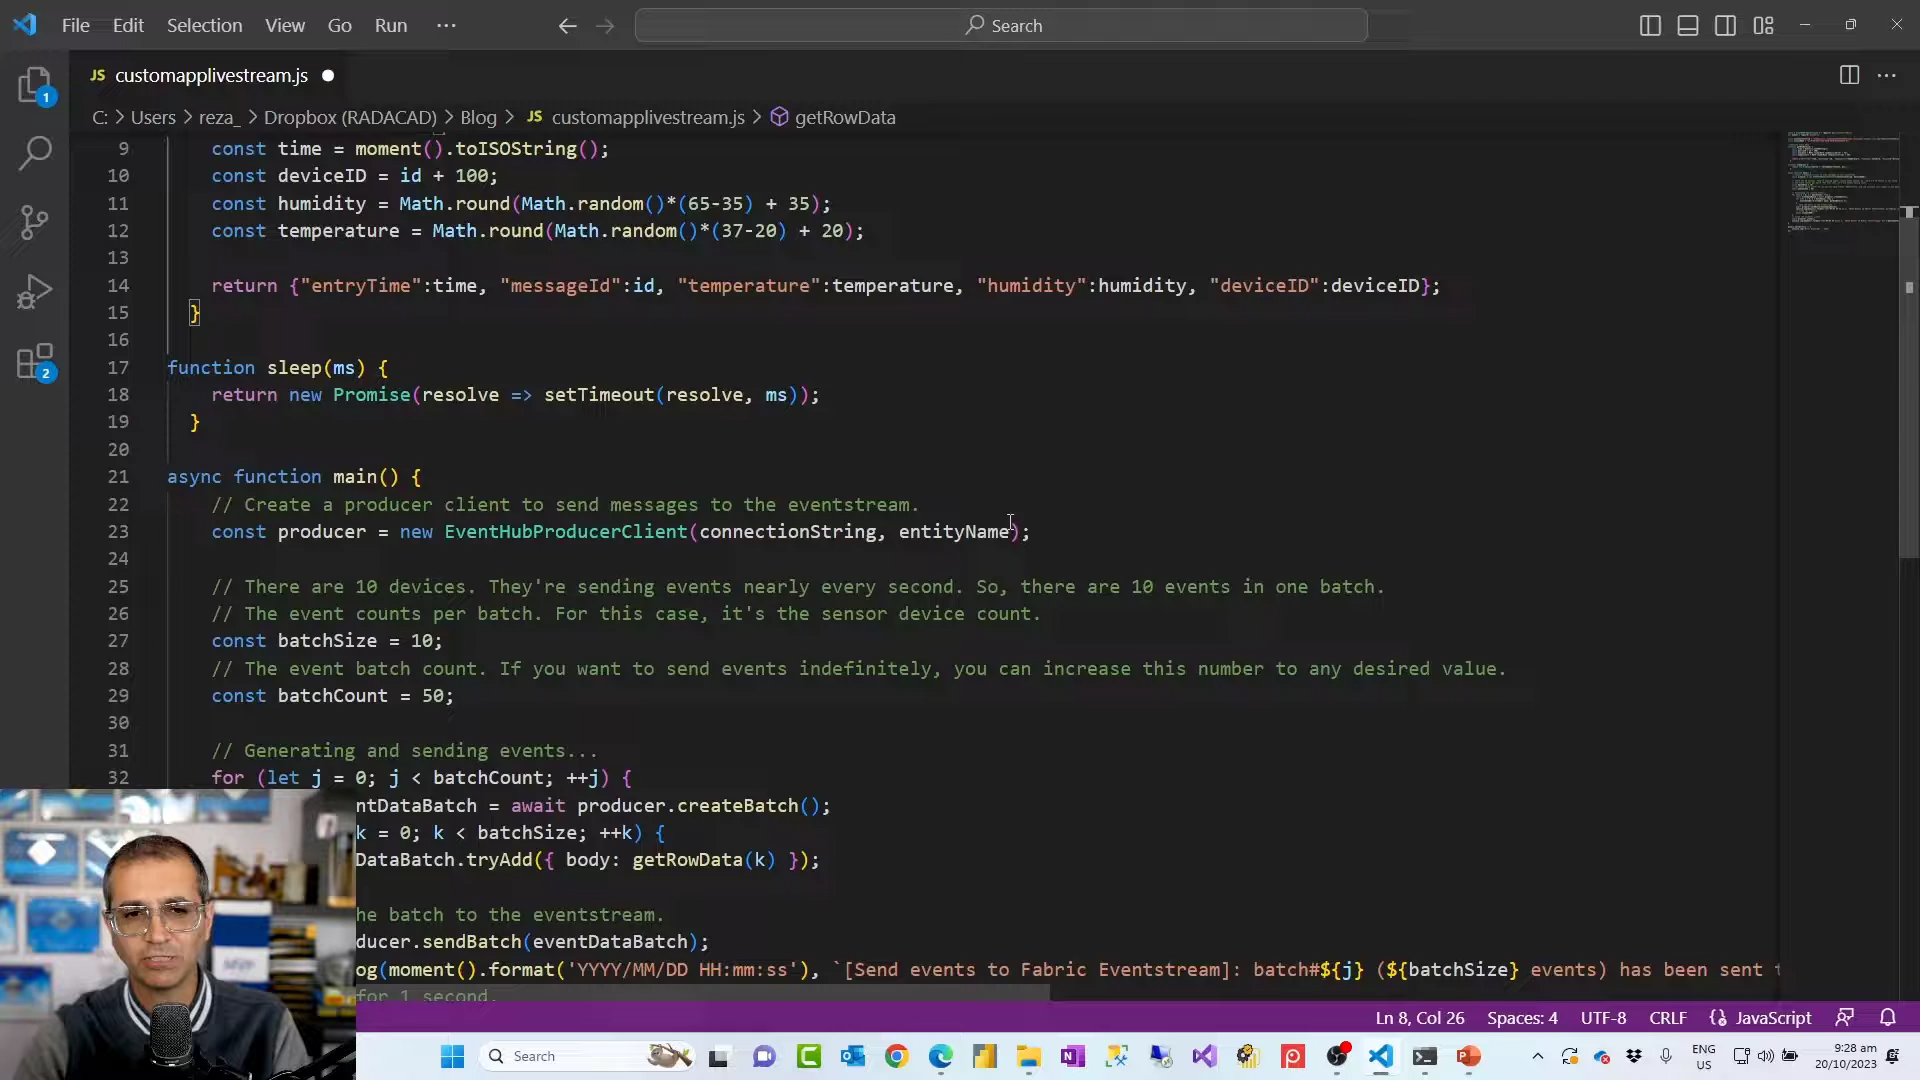 File Edit Selection View Go Run ··· Search
JS customapplivestream.js
C: > Users > reza_ > Dropbox (RADACAD) > Blog > JS customapplivestream.js > getRowData
9 const time = moment().toISOString();
10 const deviceID = id + 100;
11 const humidity = Math.round(Math.random()*(65-35) + 35);
12 const temperature = Math.round(Math.random()*(37-20) + 20);
13
14 return {"entryTime":time, "messageId":id, "temperature":temperature, "humidity":humidity, "deviceID":deviceID};
15 }
16
17 function sleep(ms) {
18 return new Promise(resolve => setTimeout(resolve, ms));
19 }
20
21 async function main() {
22 // Create a producer client to send messages to the eventstream.
23 const producer = new EventHubProducerClient(connectionString, entityName);
24
25 // There are 10 devices. They're sending events nearly every second. So, there are 10 events in one batch.
26 // The event counts per batch. For this case, it's the sensor device count.
27 const batchSize = 10;
28 // The event batch count. If you want to send events indefinitely, you can increase this number to any desired value.
29 const batchCount = 50;
30
31 // Generating and sending events...
32 for (let j = 0; j < batchCount; ++j) {
ntDataBatch = await producer.createBatch();
k = 0; k < batchSize; ++k) {
DataBatch.tryAdd({ body: getRowData(k) });
he batch to the eventstream.
ducer.sendBatch(eventDataBatch);
og(moment().format('YYYY/MM/DD HH:mm:ss'), `[Send events to Fabric Eventstream]: batch#${j} (${batchSize} events) has been sent t
for 1 second.
Ln 8, Col 26 Spaces: 4 UTF-8 CRLF {} JavaScript
Search
ENG
US
9:28 am
20/10/2023
1
2